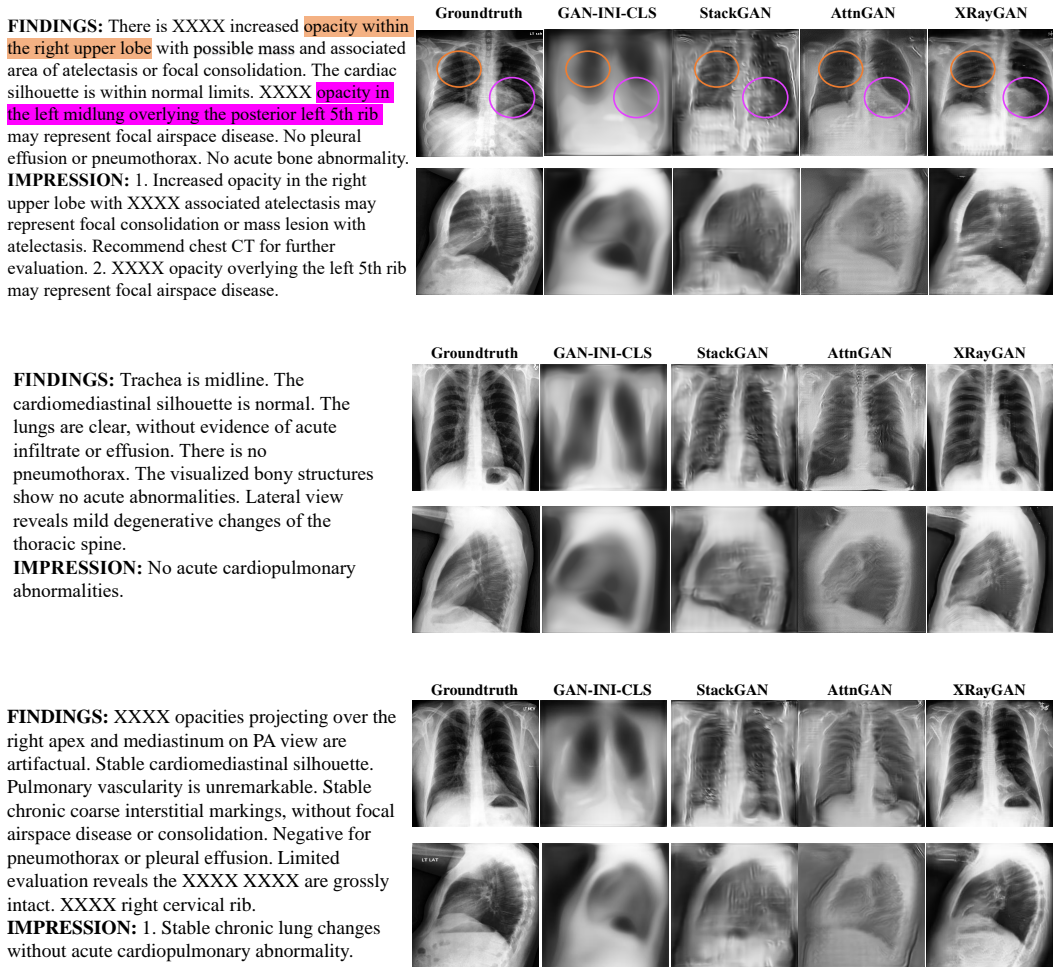 Groundtruth GAN-INI-CLS StackGAN AttnGAN XRayGAN
FINDINGS: There is XXXX increased opacity within
the right upper lobe with possible mass and associated
area of atelectasis or focal consolidation. The cardiac
silhouette is within normal limits. XXXX opacity in
the left midlung overlying the posterior left 5th rib
may represent focal airspace disease. No pleural
effusion or pneumothorax. No acute bone abnormality.
IMPRESSION: 1. Increased opacity in the right
upper lobe with XXXX associated atelectasis may
represent focal consolidation or mass lesion with
atelectasis. Recommend chest CT for further
evaluation. 2. XXXX opacity overlying the left 5th rib
may represent focal airspace disease.
Groundtruth GAN-INI-CLS StackGAN AttnGAN XRayGAN
FINDINGS: Trachea is midline. The
cardiomediastinal silhouette is normal. The
lungs are clear, without evidence of acute
infiltrate or effusion. There is no
pneumothorax. The visualized bony structures
show no acute abnormalities. Lateral view
reveals mild degenerative changes of the
thoracic spine.
IMPRESSION: No acute cardiopulmonary
abnormalities.
Groundtruth GAN-INI-CLS StackGAN AttnGAN XRayGAN
FINDINGS: XXXX opacities projecting over the
right apex and mediastinum on PA view are
artifactual. Stable cardiomediastinal silhouette.
Pulmonary vascularity is unremarkable. Stable
chronic coarse interstitial markings, without focal
airspace disease or consolidation. Negative for
pneumothorax or pleural effusion. Limited
evaluation reveals the XXXX XXXX are grossly
intact. XXXX right cervical rib.
IMPRESSION: 1. Stable chronic lung changes
without acute cardiopulmonary abnormality.
LT LAT